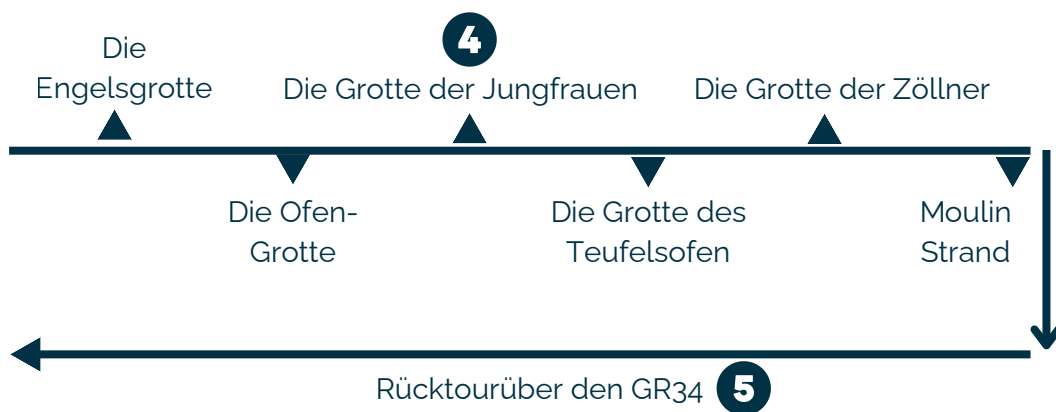 Die
Engelsgrotte
4
Die Grotte der Jungfrauen
Die Grotte der Zöllner
Die Ofen-
Grotte
Die Grotte des
Teufelsofen
Moulin
Strand
Rücktourüber den GR34 5